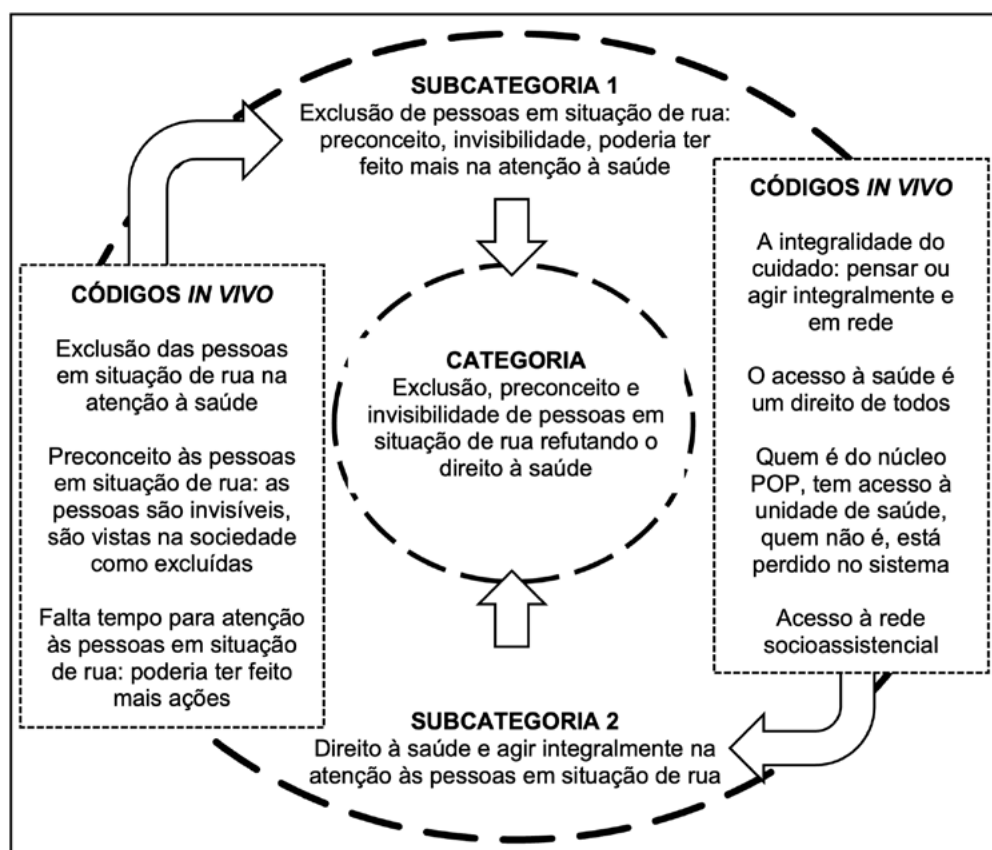 SUBCATEGORIA 1
Exclusão de pessoas em situação de rua:
preconceito, invisibilidade, poderia ter
feito mais na atenção à saúde
CÓDIGOS IN VIVO
Exclusão das pessoas
em situação de rua na
atenção à saúde
Preconceito às pessoas
em situação de rua: as
pessoas são invisíveis,
são vistas na sociedade
como excluídas
Falta tempo para atenção
às pessoas em situação
de rua: poderia ter feito
mais ações
CATEGORIA
Exclusão, preconceito e
invisibilidade de pessoas em
situação de rua refutando o
direito à saúde
CÓDIGOS IN VIVO
A integralidade do
cuidado: pensar ou
agir integralmente e
em rede
O acesso à saúde é
um direito de todos
Quem é do núcleo
POP, tem acesso à
unidade de saúde,
quem não é, está
perdido no sistema
Acesso à rede
socioassistencial
SUBCATEGORIA 2
Direito à saúde e agir integralmente na
atenção às pessoas em situação de rua